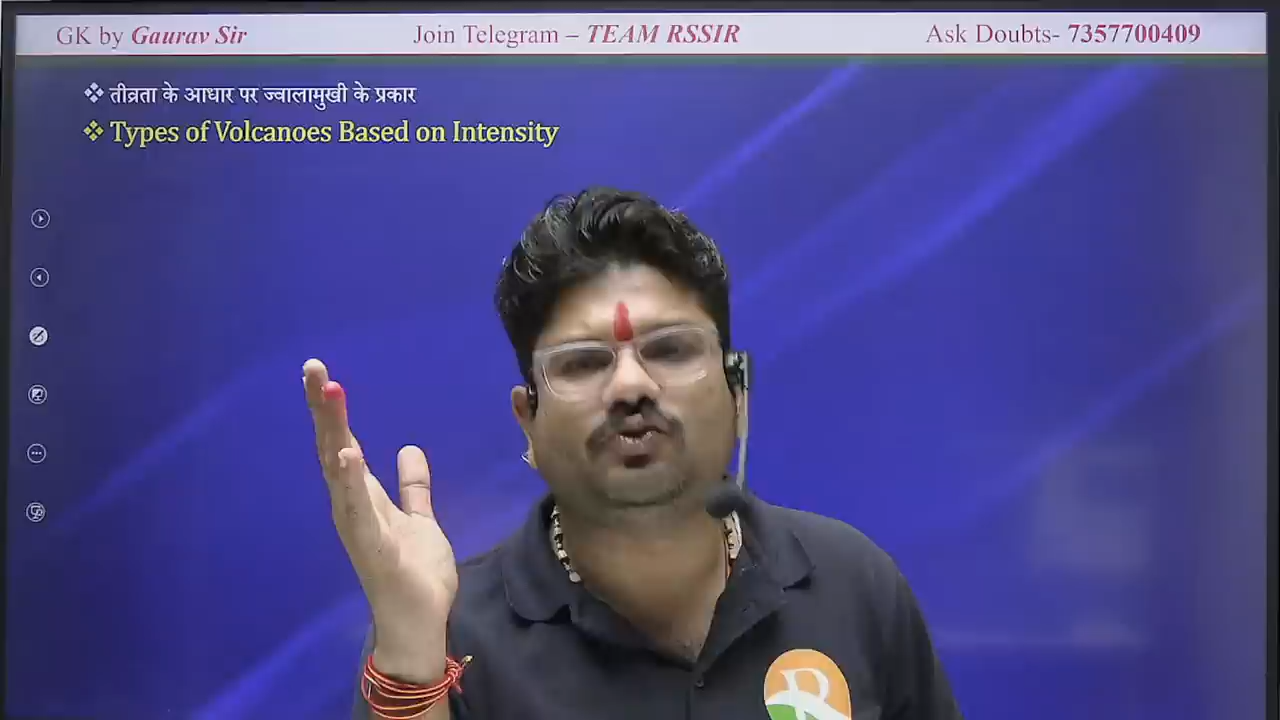 GK by Gaurav Sir Join Telegram – TEAM RSSIR Ask Doubts- 7357700409
❖ तीव्रता के आधार पर ज्वालामुखी के प्रकार
❖ Types of Volcanoes Based on Intensity
R